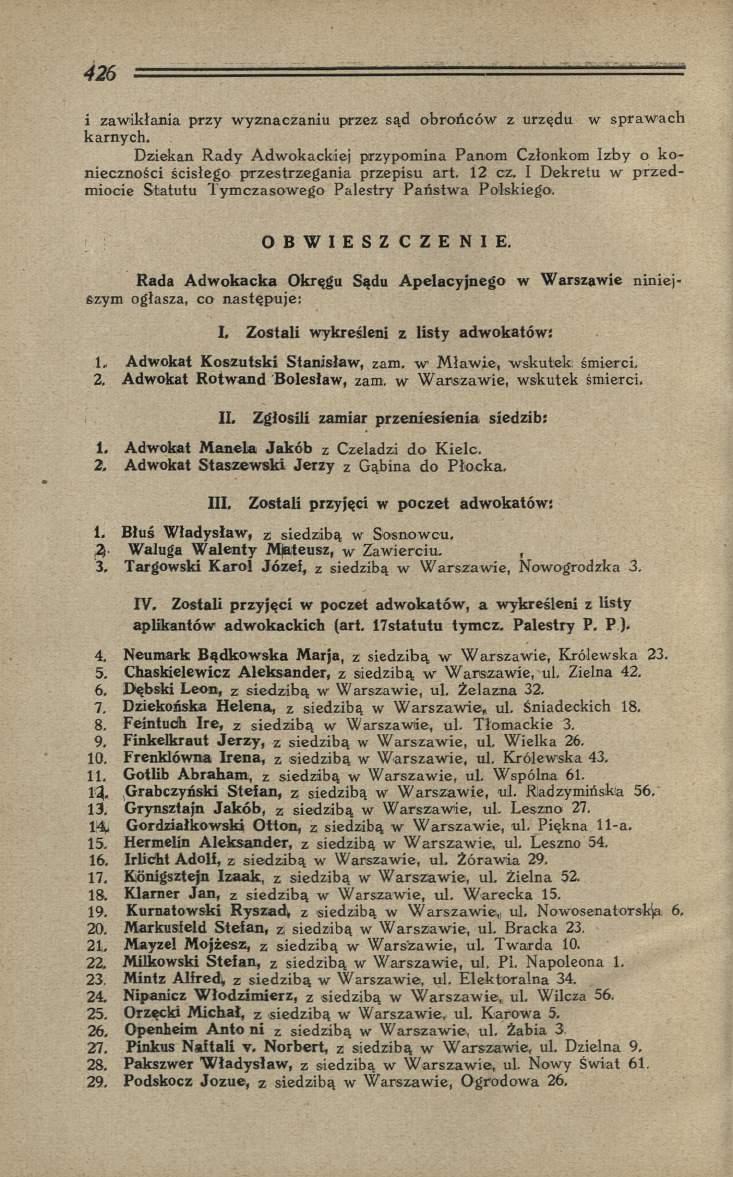 426
i zawikłania przy wyznaczaniu przez sąd obrońców z urzędu w sprawach
karnych.
Dziekan Rady Adwokackiej przypomina Panom Członkom Izby o ko-
nieczności ścisłego przestrzegania przepisu art. 12 cz. I Dekretu w przed-
miocie Statutu Tymczasowego Palestry Państwa Polskiego.
OBWIESZCZENIE.
Rada Adwokacka Okręgu Sądu Apelacyjnego w Warszawie niniej-
szym ogłasza, co następuje:
I. Zostali wykreśleni z listy adwokatów:
1. Adwokat Koszutski Stanisław, zam. w Mławie, wskutek śmierci.
2. Adwokat Rotwand Bolesław, zam. w Warszawie, wskutek śmierci.
II. Zgłosili zamiar przeniesienia siedzib:
1. Adwokat Manela Jakób z Czeladzi do Kielc.
2. Adwokat Staszewski Jerzy z Gąbina do Płocka.
III. Zostali przyjęci w poczet adwokatów:
1. Błuś Władysław, z siedzibą w Sosnowcu.
2. Waluga Walenty Mateusz, w Zawierciu.
3. Targowski Karol Józef, z siedzibą w Warszawie, Nowogrodzka 3.
IV. Zostali przyjęci w poczet adwokatów, a wykreśleni z listy
aplikantów adwokackich (art. 17statutu tymcz. Palestry P. P ).
4. Neumark Bądkowska Marja, z siedzibą w Warszawie, Królewska 23.
5. Chaskielewicz Aleksander, z siedzibą w Warszawie, ul. Zielna 42.
6. Dębski Leon, z siedzibą w Warszawie, ul. Żelazna 32.
7. Dziekońska Helena, z siedzibą w Warszawie, ul. Śniadeckich 18.
8. Feintuch Ire, z siedzibą w Warszawie, ul. Tłomackie 3.
9. Finkelkraut Jerzy, z siedzibą w Warszawie, ul. Wielka 26.
10. Frenklówna Irena, z siedzibą w Warszawie, ul. Królewska 43.
11. Gotlib Abraham, z siedzibą w Warszawie, ul. Wspólna 61.
12. Grabczyński Stefan, z siedzibą w Warszawie, ul. Radzymińska 56.
13. Grynsztajn Jakób, z siedzibą w Warszawie, ul. Leszno 27.
14. Gordziałkowski Otton, z siedzibą w Warszawie, ul. Piękna 11-a.
15. Hermelin Aleksander, z siedzibą w Warszawie, ul. Leszno 54.
16. Irlicht Adolf, z siedzibą w Warszawie, ul. Żórawia 29.
17. Königsztejn Izaak, z siedzibą w Warszawie, ul. Żielna 52.
18. Klarner Jan, z siedzibą w Warszawie, ul. Warecka 15.
19. Kurnatowski Ryszad, z siedzibą w Warszawie, ul. Nowosenatorska 6.
20. Markusfeld Stefan, z siedzibą w Warszawie, ul. Bracka 23.
21. Mayzel Mojżesz, z siedzibą w Warszawie, ul. Twarda 10.
22. Milkowski Stefan, z siedzibą w Warszawie, ul. Pl. Napoleona 1.
23. Mintz Alfred, z siedzibą w Warszawie, ul. Elektoralna 34.
24. Nipanicz Włodzimierz, z siedzibą w Warszawie, ul. Wilcza 56.
25. Orzęcki Michał, z siedzibą w Warszawie, ul. Karowa 5.
26. Openheim Anto ni z siedzibą w Warszawie, ul. Żabia 3
27. Pinkus Naftali v. Norbert, z siedzibą w Warszawie, ul. Dzielna 9.
28. Pakszwer Władysław, z siedzibą w Warszawie, ul. Nowy Świat 61.
29. Podskocz Jozue, z siedzibą w Warszawie, Ogrodowa 26.